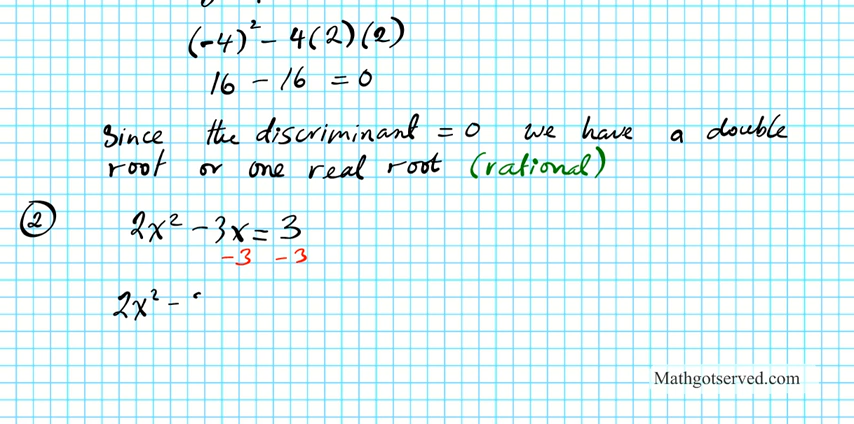 (-4)² - 4(2)(2)
16 - 16 = 0
Since the discriminant = 0 we have a double
root or one real root (rational)
② 2x² - 3x = 3
-3 -3
2x² -
Mathgotserved.com